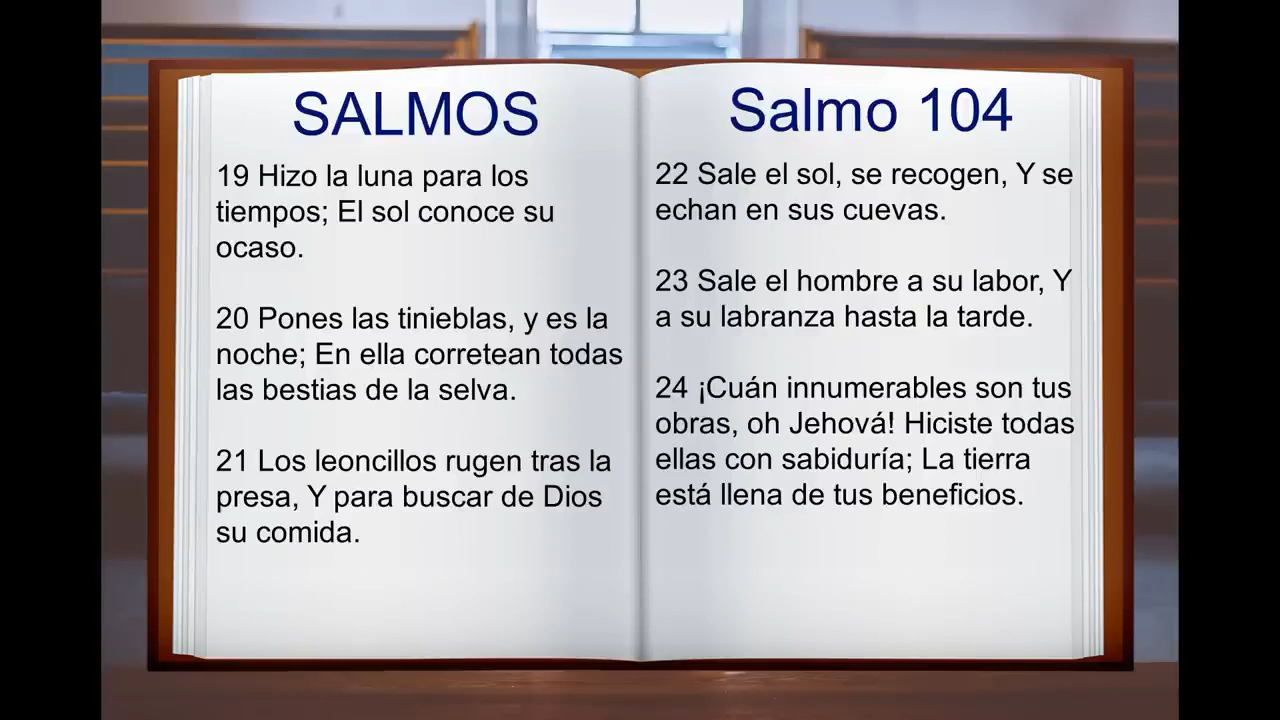 SALMOS
19 Hizo la luna para los
tiempos; El sol conoce su
ocaso.
20 Pones las tinieblas, y es la
noche; En ella corretean todas
las bestias de la selva.
21 Los leoncillos rugen tras la
presa, Y para buscar de Dios
su comida.
Salmo 104
22 Sale el sol, se recogen, Y se
echan en sus cuevas.
23 Sale el hombre a su labor, Y
a su labranza hasta la tarde.
24 ¡Cuán innumerables son tus
obras, oh Jehová! Hiciste todas
ellas con sabiduría; La tierra
está llena de tus beneficios.